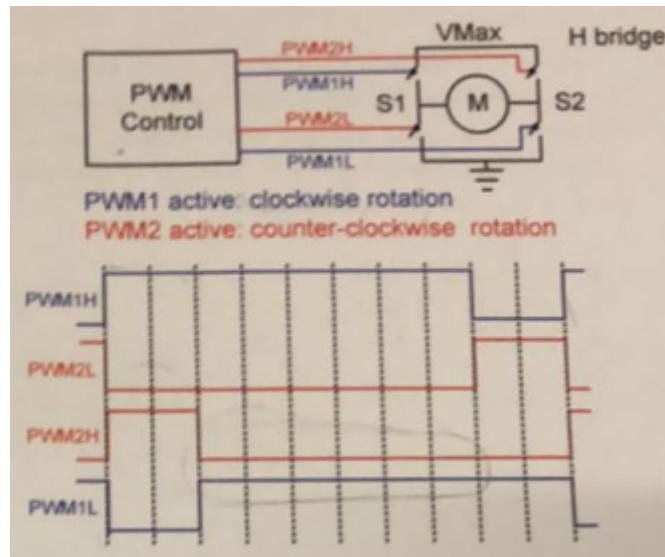 PWM2H VMax H bridge
PWM1H
PWM Control
S1 M S2
PWM2L
PWM1L
PWM1 active: clockwise rotation
PWM2 active: counter-clockwise rotation
PWM1H
PWM2L
PWM2H
PWM1L